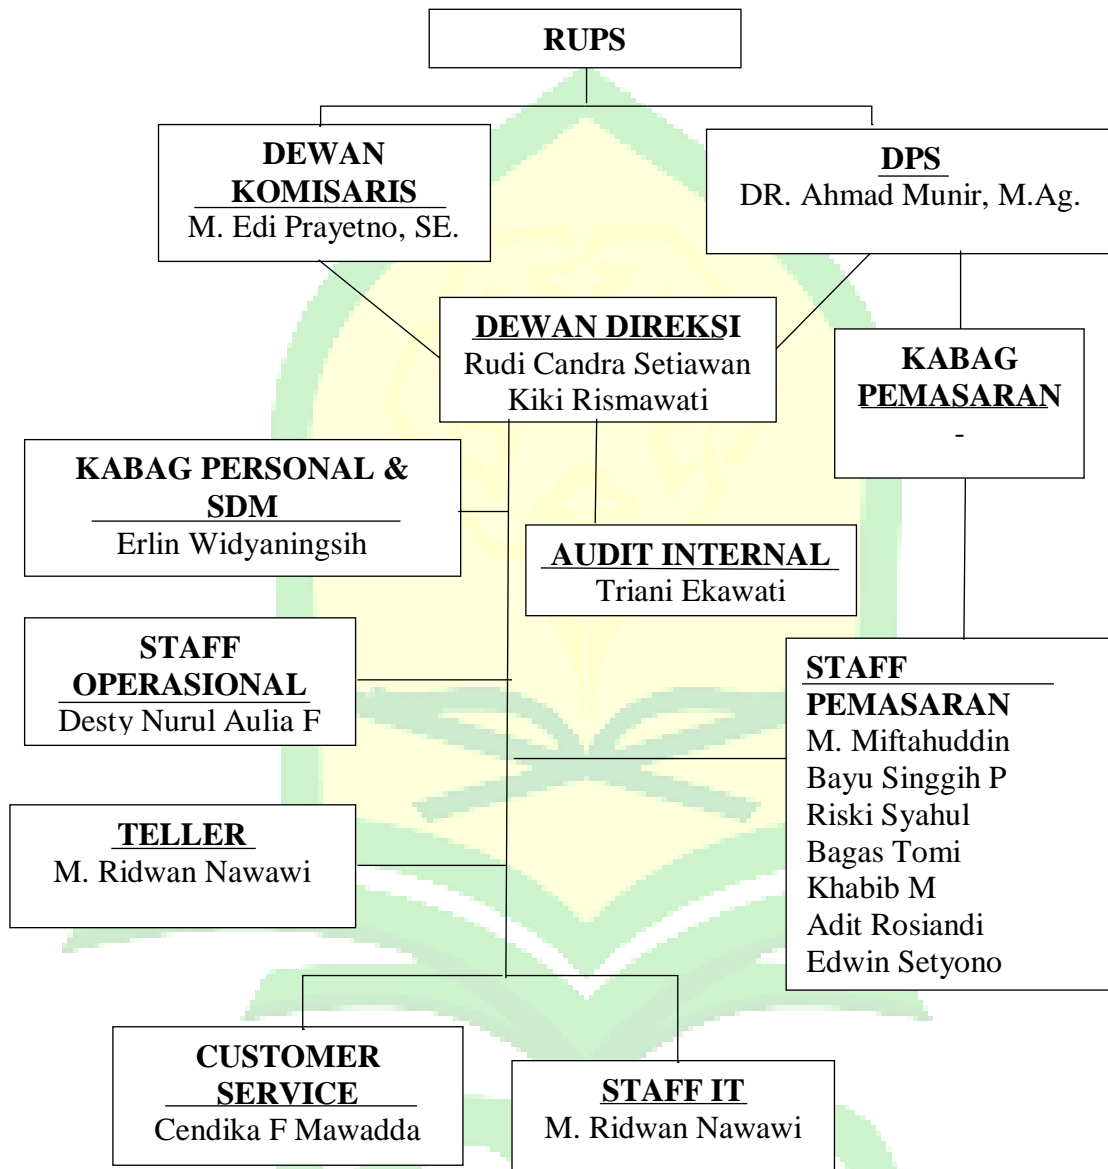 RUPS
DEWAN
KOMISARIS
M. Edi Prayetno, SE.
DPS
DR. Ahmad Munir, M.Ag.
DEWAN DIREKSI
Rudi Candra Setiawan
Kiki Rismawati
KABAG
PEMASARAN
-
KABAG PERSONAL &
SDM
Erlin Widyaningsih
AUDIT INTERNAL
Triani Ekawati
STAFF
OPERASIONAL
Desty Nurul Aulia F
STAFF
PEMASARAN
M. Miftahuddin
Bayu Singgih P
Riski Syahul
Bagas Tomi
Khabib M
Adit Rosiandi
Edwin Setyono
TELLER
M. Ridwan Nawawi
CUSTOMER
SERVICE
Cendika F Mawadda
STAFF IT
M. Ridwan Nawawi